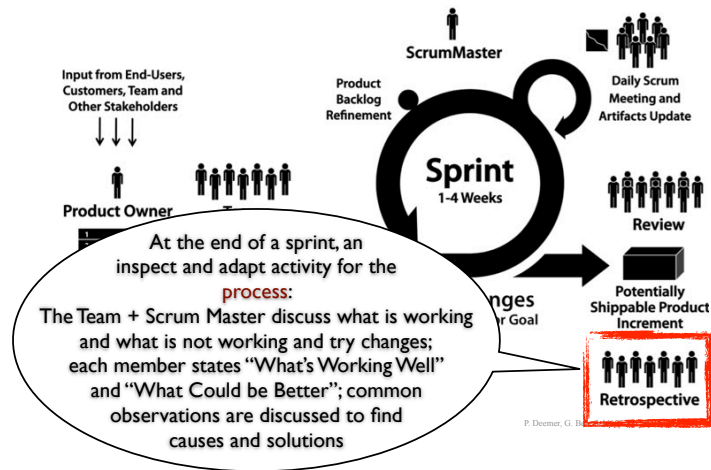 ScrumMaster
Input from End-Users,
Customers, Team and
Other Stakeholders
Product
Backlog
Refinement
Daily Scrum
Meeting and
Artifacts Update
Sprint
1-4 Weeks
Product Owner
Review
1
At the end of a sprint, an
inspect and adapt activity for the
process:
The Team + Scrum Master discuss what is working
and what is not working and try changes;
each member states “What’s Working Well”
and “What Could be Better”; common
observations are discussed to find
causes and solutions
Goal
Potentially
Shippable Product
Increment
Retrospective
P. Deemer, G.